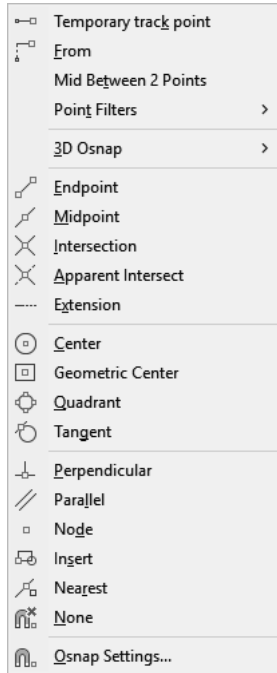 Temporary track point
From
Mid Between 2 Points
Point Filters
3D Osnap
Endpoint
Midpoint
Intersection
Apparent Intersect
Extension
Center
Geometric Center
Quadrant
Tangent
Perpendicular
Parallel
Node
Insert
Nearest
None
Osnap Settings...